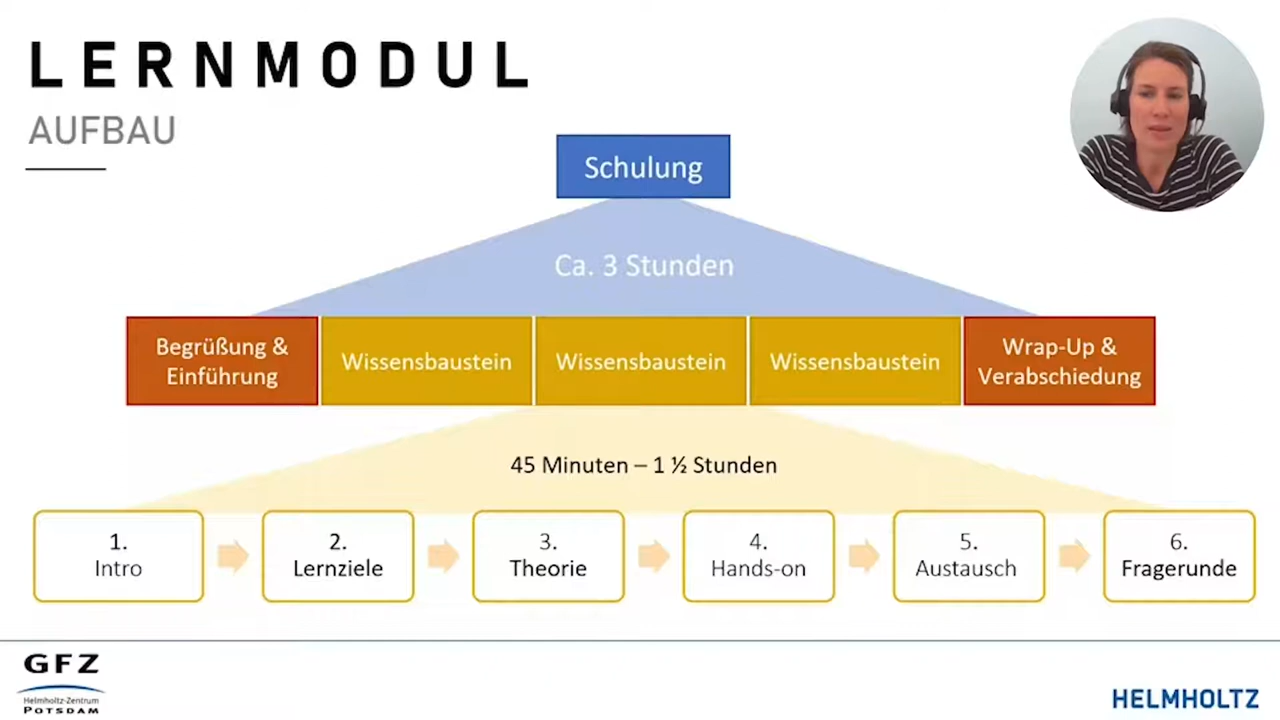 LERNMODUL
AUFBAU
Schulung
Ca. 3 Stunden
Begrüßung &
Einführung
Wissensbaustein
Wissensbaustein
Wissensbaustein
Wrap-Up &
Verabschiedung
45 Minuten – 1 ½ Stunden
1.
Intro
2.
Lernziele
3.
Theorie
4.
Hands-on
5.
Austausch
6.
Fragerunde
GFZ
Helmholtz-Zentrum
POTSDAM
HELMHOLTZ